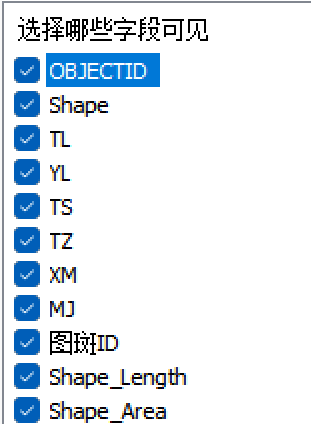 选择哪些字段可见
OBJECTID
Shape
TL
YL
TS
TZ
XM
MJ
图斑ID
Shape_Length
Shape_Area